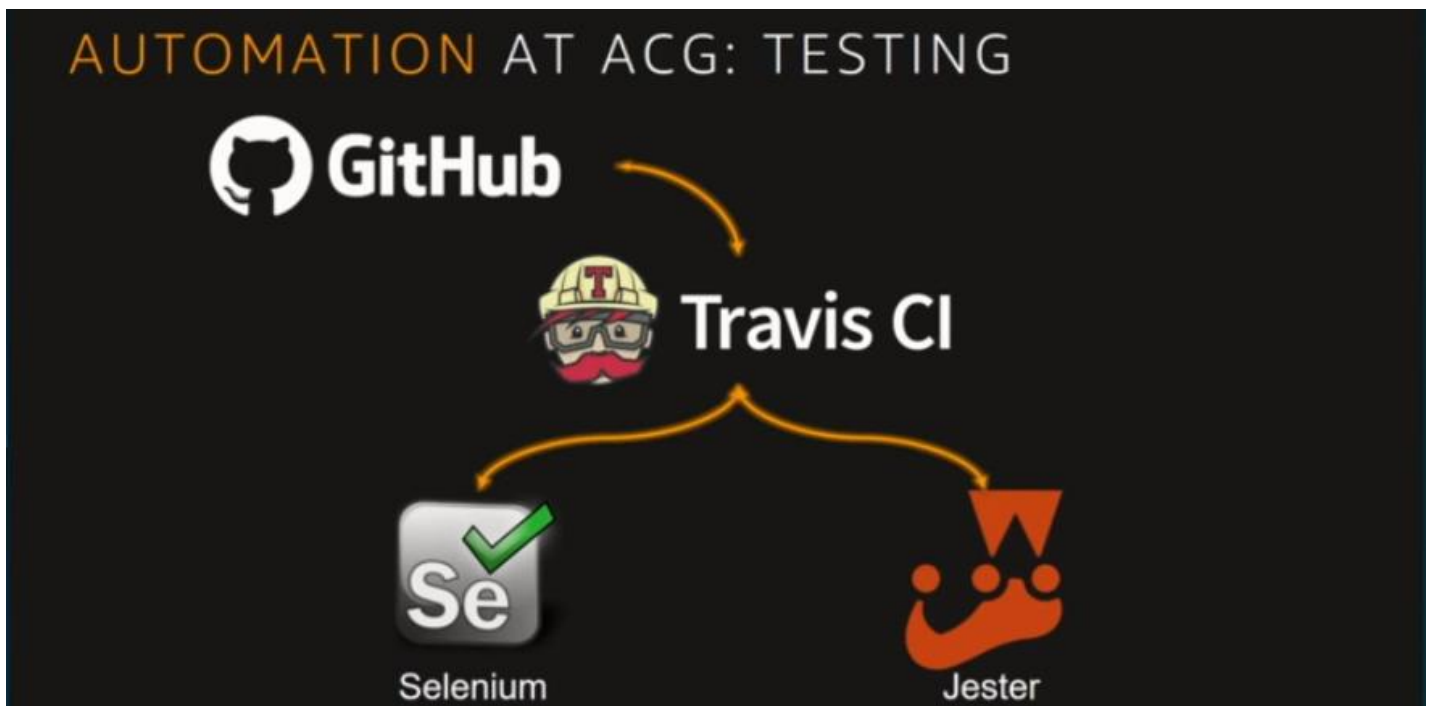 AUTOMATION AT ACG: TESTING
GitHub
T
Travis CI
Se
Selenium
Jester